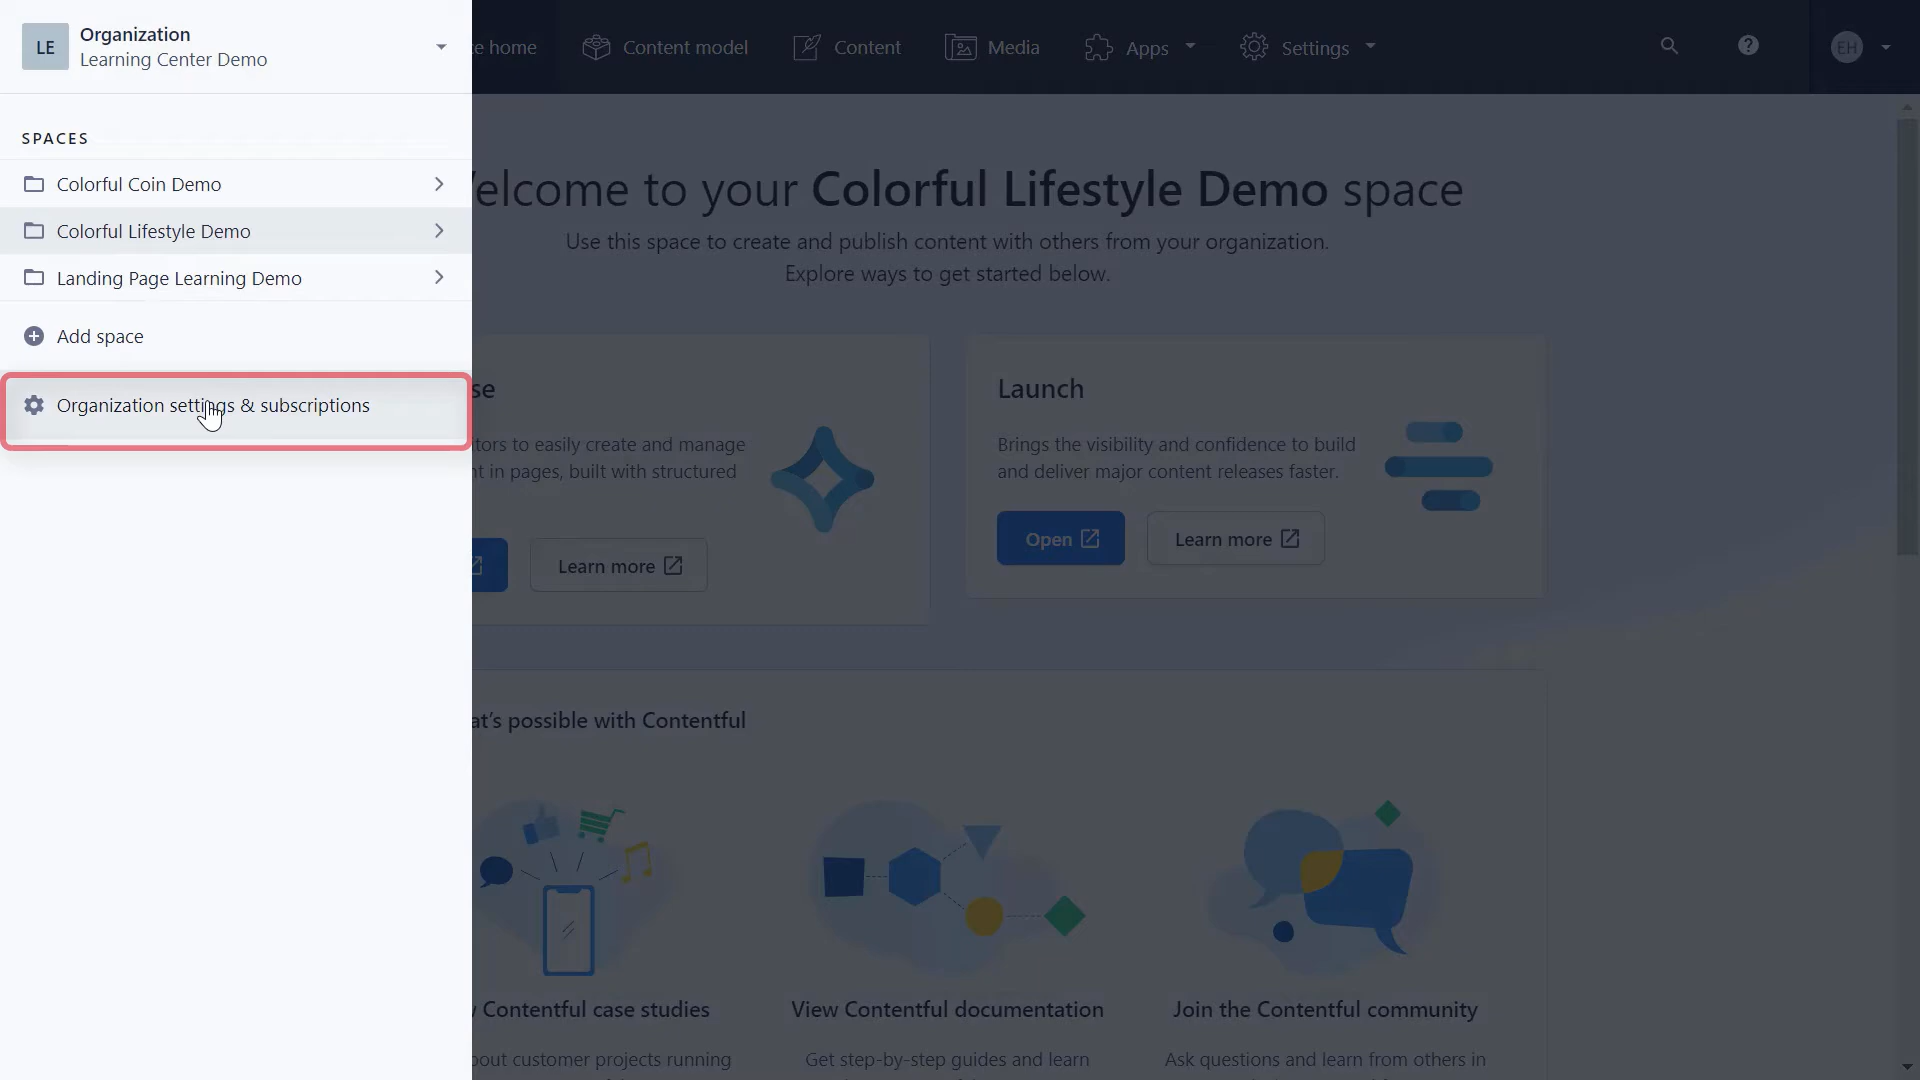 LE
Organization
Learning Center Demo
SPACES
Colorful Coin Demo
Colorful Lifestyle Demo
Landing Page Learning Demo
Add space
Organization settings & subscriptions
home
Content model
Content
Media
Apps
Settings
EH
to your Colorful Lifestyle Demo space
Use this space to create and publish content with others from your organization.
Explore ways to get started below.
to easily create and manage
in pages, built with structured
Learn more
Launch
Brings the visibility and confidence to build
and deliver major content releases faster.
Open
Learn more
possible with Contentful
Contentful case studies
customer projects running
View Contentful documentation
Get step-by-step guides and learn
Join the Contentful community
Ask questions and learn from others in